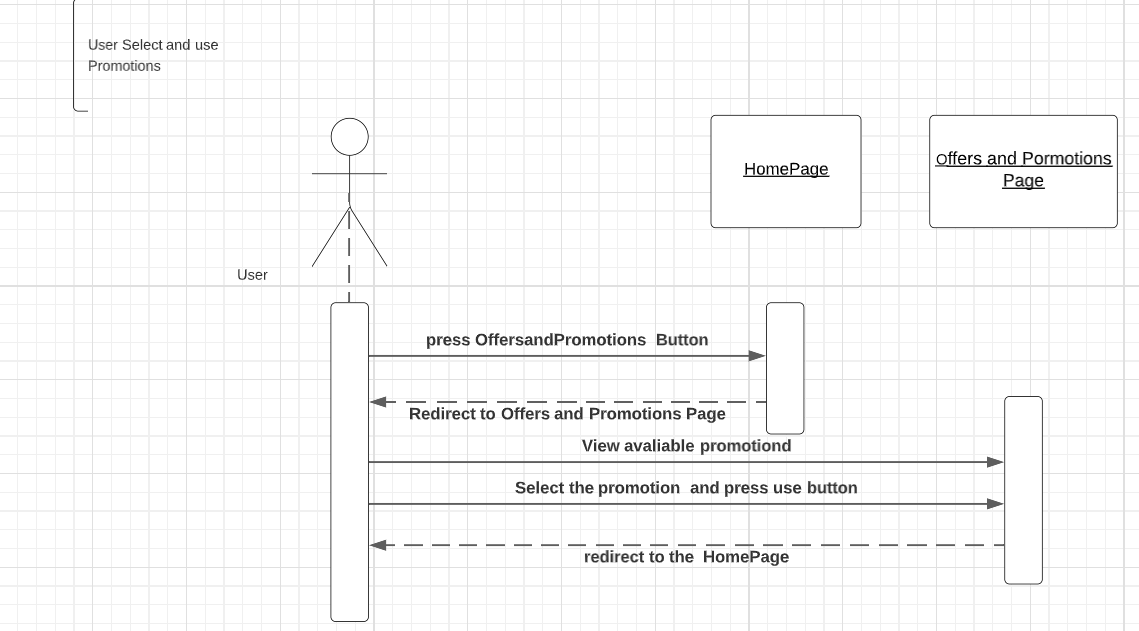 User Select and use
Promotions
HomePage
Offers and Pormotions
Page
User
press OffersandPromotions  Button
Redirect to Offers and Promotions Page
View avaliable promotiond
Select the promotion  and press use button
redirect to the  HomePage